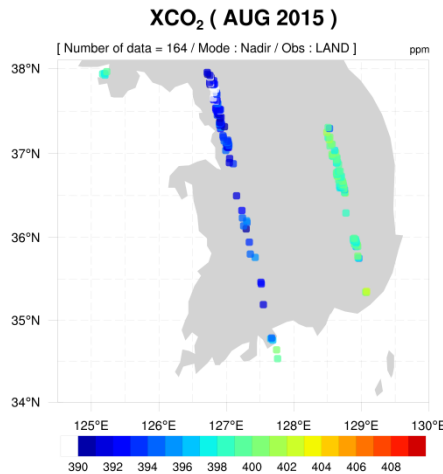 XCO₂ ( AUG 2015 )
[ Number of data = 164 / Mode : Nadir / Obs : LAND ] ppm
38°N
37°N
36°N
35°N
34°N
125°E 126°E 127°E 128°E 129°E 130°E
390 392 394 396 398 400 402 404 406 408